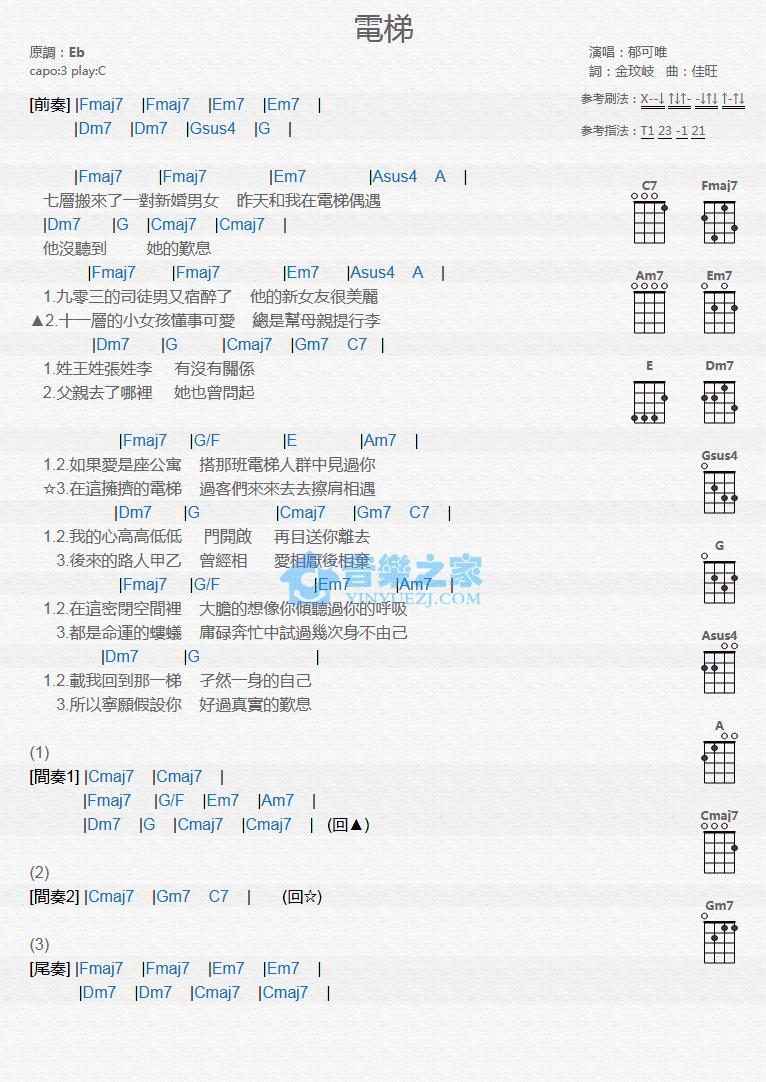 電梯
原調：Eb
capo:3 play:C
演唱：郁可唯
詞：金玟岐 曲：佳旺
參考刷法：X--↓ ↑↓↑- -↓↑↓ ↑-↑↓
參考指法：T1 23 -1 21
[前奏] |Fmaj7 |Fmaj7 |Em7 |Em7 |
|Dm7 |Dm7 |Gsus4 |G |
|Fmaj7 |Fmaj7 |Em7 |Asus4 A |
七層搬來了一對新婚男女 昨天和我在電梯偶遇
|Dm7 |G |Cmaj7 |Cmaj7 |
他沒聽到 她的歎息
|Fmaj7 |Fmaj7 |Em7 |Asus4 A |
1.九零三的司徒男又宿醉了 他的新女友很美麗
▲2.十一層的小女孩懂事可愛 總是幫母親提行李
|Dm7 |G |Cmaj7 |Gm7 C7 |
1.姓王姓張姓李 有沒有關係
2.父親去了哪裡 她也曾問起
|Fmaj7 |G/F |E |Am7 |
1.2.如果愛是座公寓 搭那班電梯人群中見過你
☆3.在這擁擠的電梯 過客們來來去去擦肩相遇
|Dm7 |G |Cmaj7 |Gm7 C7 |
1.2.我的心高高低低 門開啟 再目送你離去
3.後來的路人甲乙 曾經相 愛相厭後相棄
|Fmaj7 |G/F |Em7 |Am7 |
1.2.在這密閉空間裡 大膽的想像你傾聽過你的呼吸
3.都是命運的螻蟻 庸碌奔忙中試過幾次身不由己
|Dm7 |G |
1.2.載我回到那一梯 孑然一身的自己
3.所以寧願假設你 好過真實的歎息
(1)
[間奏1] |Cmaj7 |Cmaj7 |
|Fmaj7 |G/F |Em7 |Am7 |
|Dm7 |G |Cmaj7 |Cmaj7 | (回▲)
(2)
[間奏2] |Cmaj7 |Gm7 C7 | (回☆)
(3)
[尾奏] |Fmaj7 |Fmaj7 |Em7 |Em7 |
|Dm7 |Dm7 |Cmaj7 |Cmaj7 |
C7 Fmaj7
Am7 Em7
E Dm7
Gsus4
G
Asus4
A
Cmaj7
Gm7
音樂之家
YINYUEZJ.COM